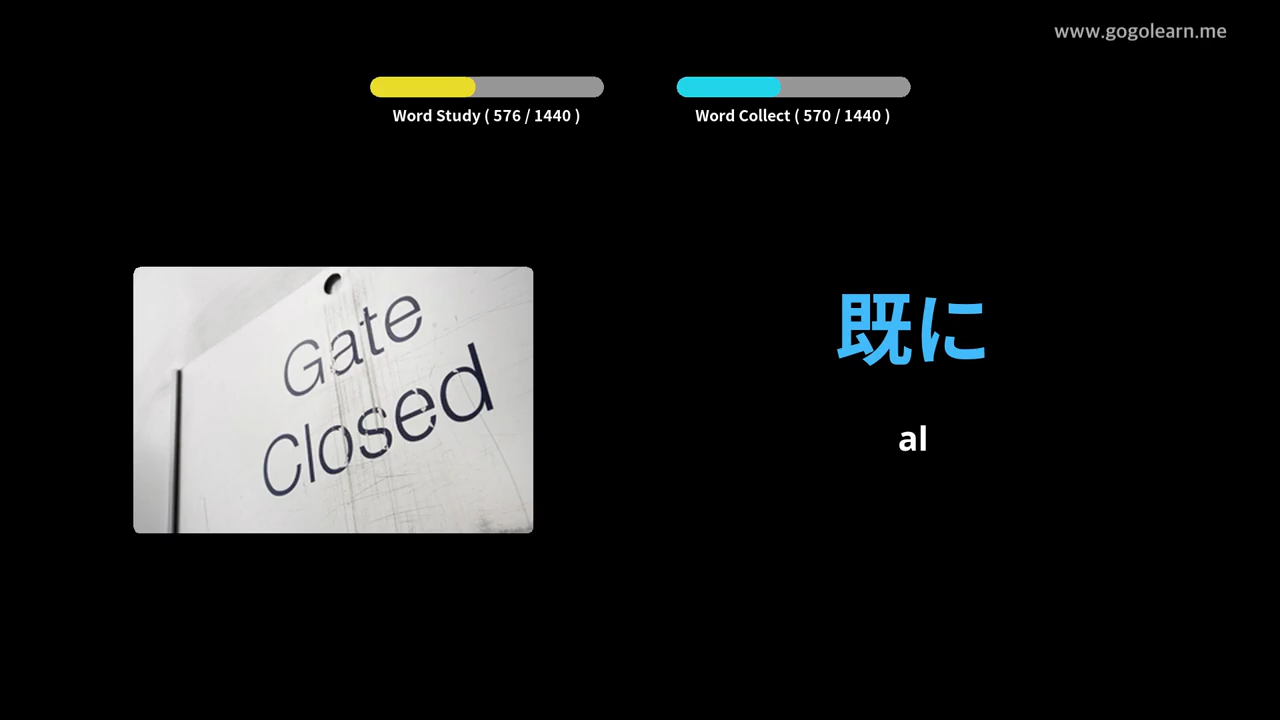 www.gogolearn.me
Word Study ( 576 / 1440 )
Word Collect ( 570 / 1440 )
Gate
Closed
既に
al